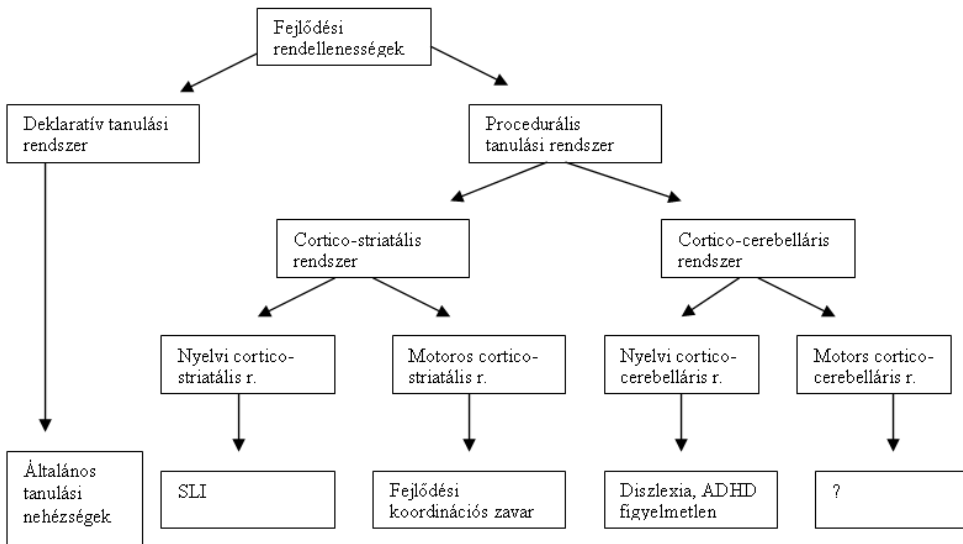 Fejlődési
rendellenességek
Deklaratív tanulási
rendszer
Procedurális
tanulási rendszer
Cortico-striatális
rendszer
Cortico-cerebelláris
rendszer
Nyelvi cortico-
striatális r.
Motoros cortico-
striatális r.
Nyelvi cortico-
cerebelláris r.
Motors cortico-
cerebelláris r.
Általános
tanulási
nehézségek
SLI
Fejlődési
koordinációs zavar
Diszlexia, ADHD
figyelmetlen
?